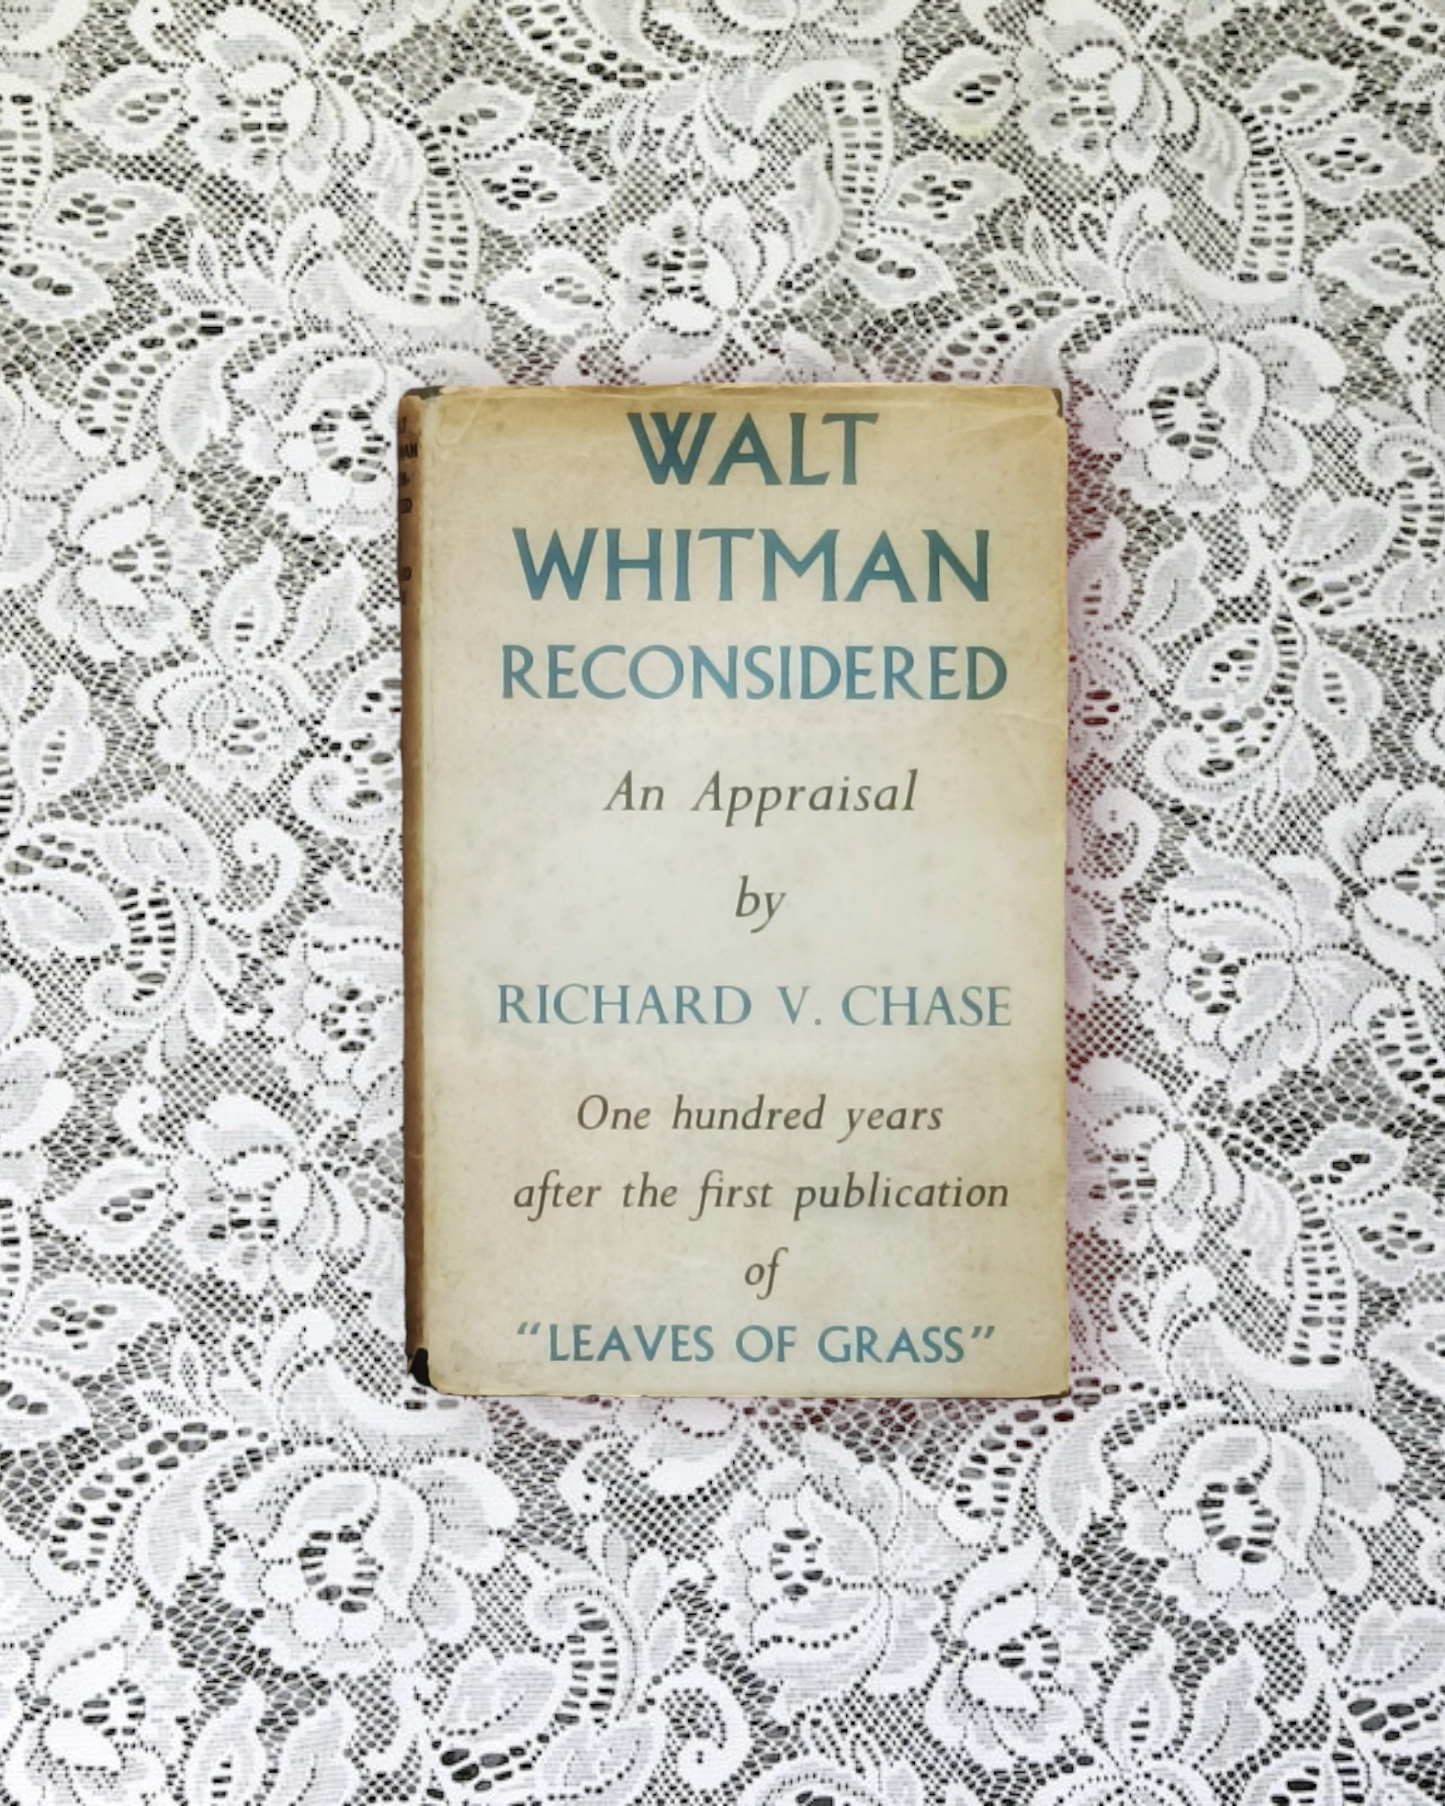 WALT
WHITMAN
RECONSIDERED
An Appraisal
by
RICHARD V. CHASE
One hundred years
after the first publication
of
“LEAVES OF GRASS”